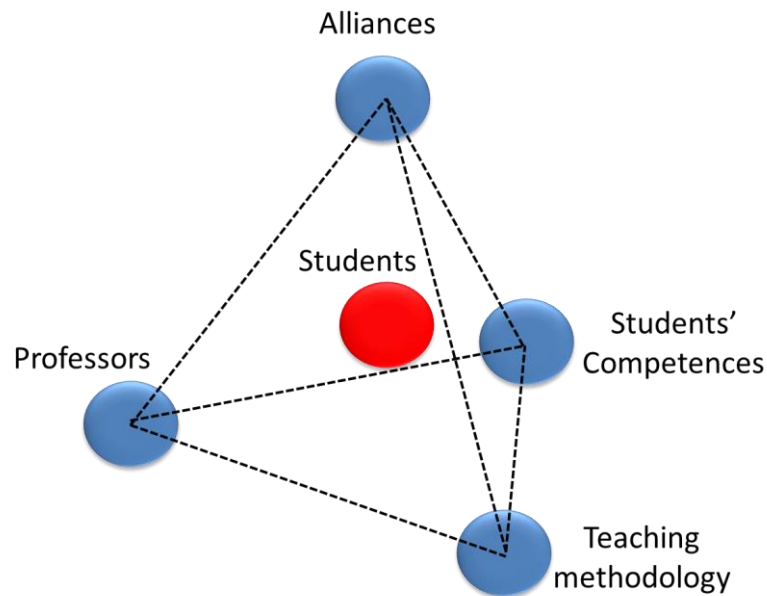 Alliances
Students
Students’
Competences
Professors
Teaching
methodology